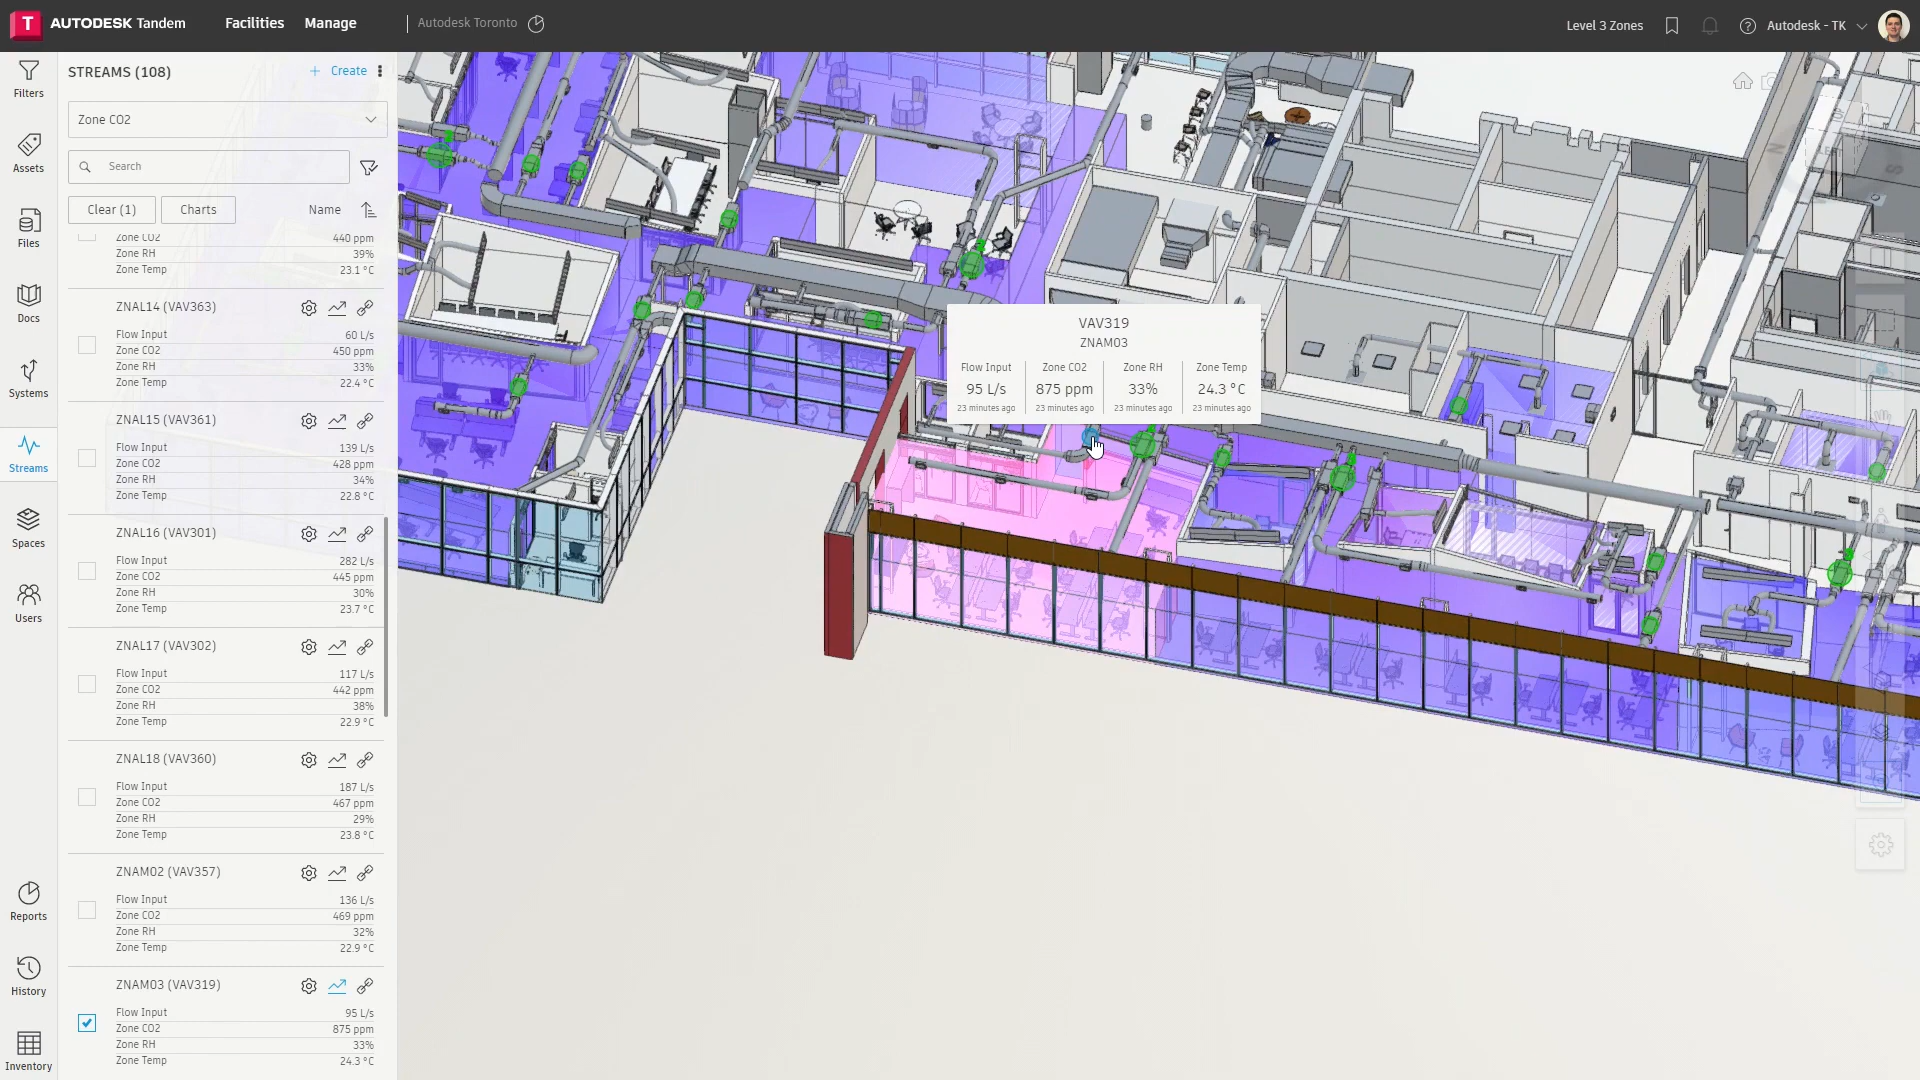 T AUTODESK Tandem
Facilities
Manage
Autodesk Toronto
Level 3 Zones
Autodesk - TK
Filters
Assets
Files
Docs
Systems
Streams
Spaces
Users
Reports
History
Inventory
STREAMS (108)
+ Create
Zone CO2
Search
Clear (1)
Charts
Name
Zone CO2 440 ppm
Zone RH 39%
Zone Temp 23.1 °C
ZNAL14 (VAV363)
Flow Input 60 L/s
Zone CO2 450 ppm
Zone RH 33%
Zone Temp 22.4 °C
ZNAL15 (VAV361)
Flow Input 139 L/s
Zone CO2 428 ppm
Zone RH 34%
Zone Temp 22.8 °C
ZNAL16 (VAV301)
Flow Input 282 L/s
Zone CO2 445 ppm
Zone RH 30%
Zone Temp 23.7 °C
ZNAL17 (VAV302)
Flow Input 117 L/s
Zone CO2 442 ppm
Zone RH 38%
Zone Temp 22.9 °C
ZNAL18 (VAV360)
Flow Input 187 L/s
Zone CO2 467 ppm
Zone RH 29%
Zone Temp 23.8 °C
ZNAM02 (VAV357)
Flow Input 136 L/s
Zone CO2 469 ppm
Zone RH 32%
Zone Temp 22.9 °C
ZNAM03 (VAV319)
Flow Input 95 L/s
Zone CO2 875 ppm
Zone RH 33%
Zone Temp 24.3 °C
VAV319
ZNAM03
Flow Input Zone CO2 Zone RH Zone Temp
95 L/s 875 ppm 33% 24.3 °C
23 minutes ago 23 minutes ago 23 minutes ago 23 minutes ago